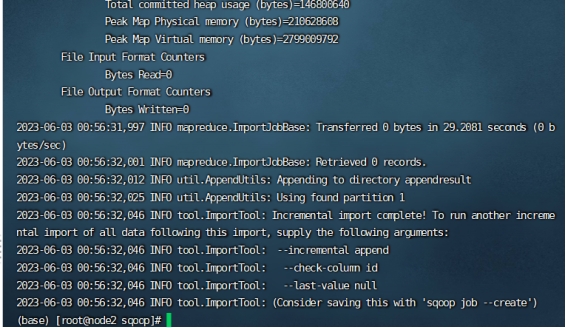 Total committed heap usage (bytes)=146800640
Peak Map Physical memory (bytes)=210628608
Peak Map Virtual memory (bytes)=2799009792
File Input Format Counters
Bytes Read=0
File Output Format Counters
Bytes Written=0
2023-06-03 00:56:31,997 INFO mapreduce.ImportJobBase: Transferred 0 bytes in 29.2081 seconds (0 b
ytes/sec)
2023-06-03 00:56:32,001 INFO mapreduce.ImportJobBase: Retrieved 0 records.
2023-06-03 00:56:32,012 INFO util.AppendUtils: Appending to directory appendresult
2023-06-03 00:56:32,025 INFO util.AppendUtils: Using found partition 1
2023-06-03 00:56:32,046 INFO tool.ImportTool: Incremental import complete! To run another increme
ntal import of all data following this import, supply the following arguments:
2023-06-03 00:56:32,046 INFO tool.ImportTool:  --incremental append
2023-06-03 00:56:32,046 INFO tool.ImportTool:   --check-column id
2023-06-03 00:56:32,046 INFO tool.ImportTool:   --last-value null
2023-06-03 00:56:32,046 INFO tool.ImportTool: (Consider saving this with 'sqoop job --create')
(base) [root@node2 sqoop]#